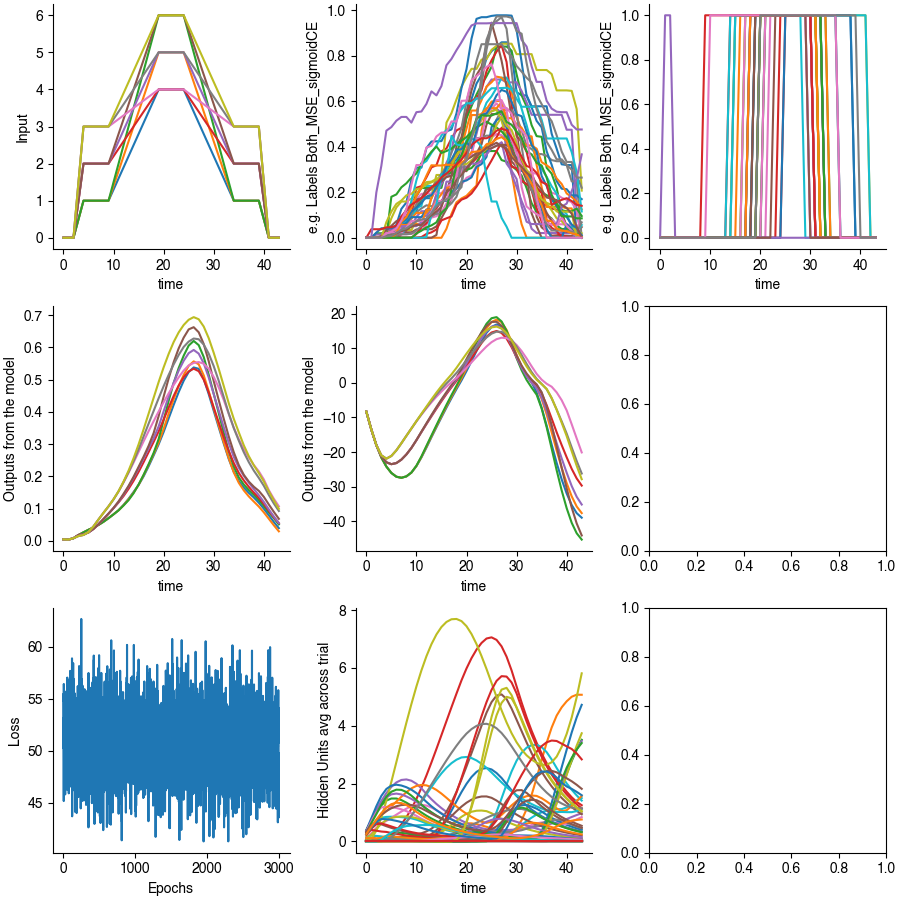 Input
6
5
4
3
2
1
0
0 10 20 30 40
time
e.g. Labels Both_MSE_sigmoidCE
1.0
0.8
0.6
0.4
0.2
0.0
0 10 20 30 40
time
e.g. Labels Both_MSE_sigmoidCE
1.0
0.8
0.6
0.4
0.2
0.0
0 10 20 30 40
time
Outputs from the model
0.7
0.6
0.5
0.4
0.3
0.2
0.1
0.0
0 10 20 30 40
time
Outputs from the model
20
10
0
−10
−20
−30
−40
0 10 20 30 40
time
1.0
0.8
0.6
0.4
0.2
0.0
0.0 0.2 0.4 0.6 0.8 1.0
Loss
60
55
50
45
0 1000 2000 3000
Epochs
Hidden Units avg across trial
8
6
4
2
0
0 10 20 30 40
time
1.0
0.8
0.6
0.4
0.2
0.0
0.0 0.2 0.4 0.6 0.8 1.0